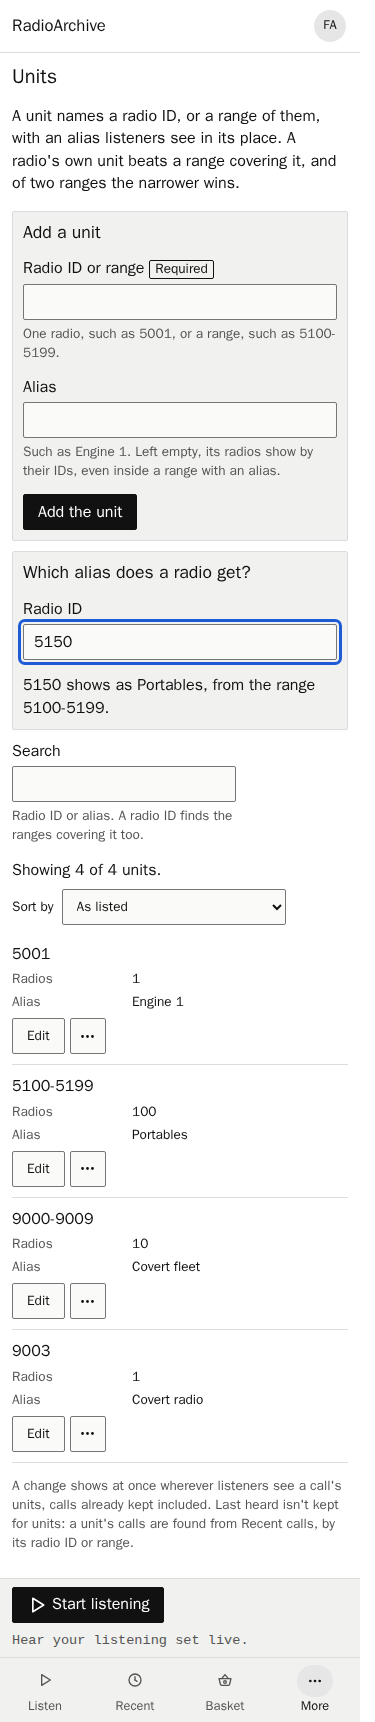 RadioArchive
FA
Units
A unit names a radio ID, or a range of them,
with an alias listeners see in its place. A
radio's own unit beats a range covering it, and
of two ranges the narrower wins.
Add a unit
Radio ID or range Required
One radio, such as 5001, or a range, such as 5100-
5199.
Alias
Such as Engine 1. Left empty, its radios show by
their IDs, even inside a range with an alias.
Add the unit
Which alias does a radio get?
Radio ID
5150
5150 shows as Portables, from the range
5100-5199.
Search
Radio ID or alias. A radio ID finds the
ranges covering it too.
Showing 4 of 4 units.
Sort by As listed
5001
Radios 1
Alias Engine 1
Edit
5100-5199
Radios 100
Alias Portables
Edit
9000-9009
Radios 10
Alias Covert fleet
Edit
9003
Radios 1
Alias Covert radio
Edit
A change shows at once wherever listeners see a call's
units, calls already kept included. Last heard isn't kept
for units: a unit's calls are found from Recent calls, by
its radio ID or range.
Start listening
Hear your listening set live.
Listen Recent Basket More